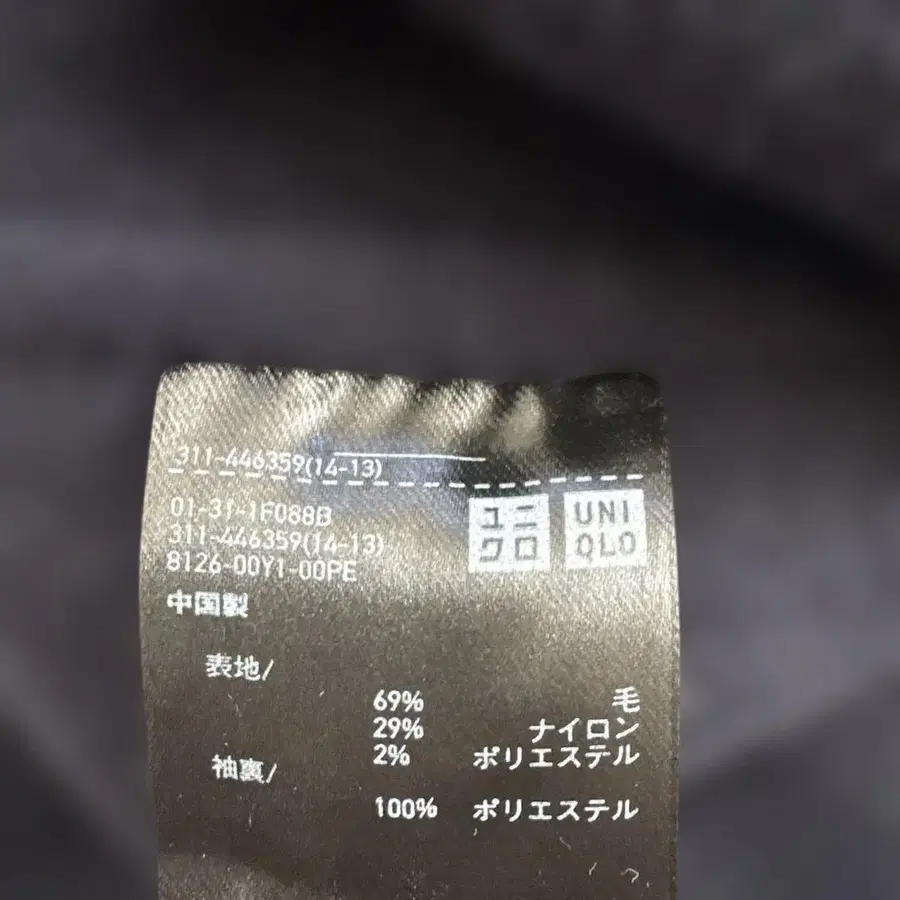 311-446359(14-13)
01-31-1F088B
311-446359(14-13)
8126-00Y1-00PE
ユニ
クロ
UNI
QLO
中国製
表地/
69% 毛
29% ナイロン
2% ポリエステル
袖裏/
100% ポリエステル